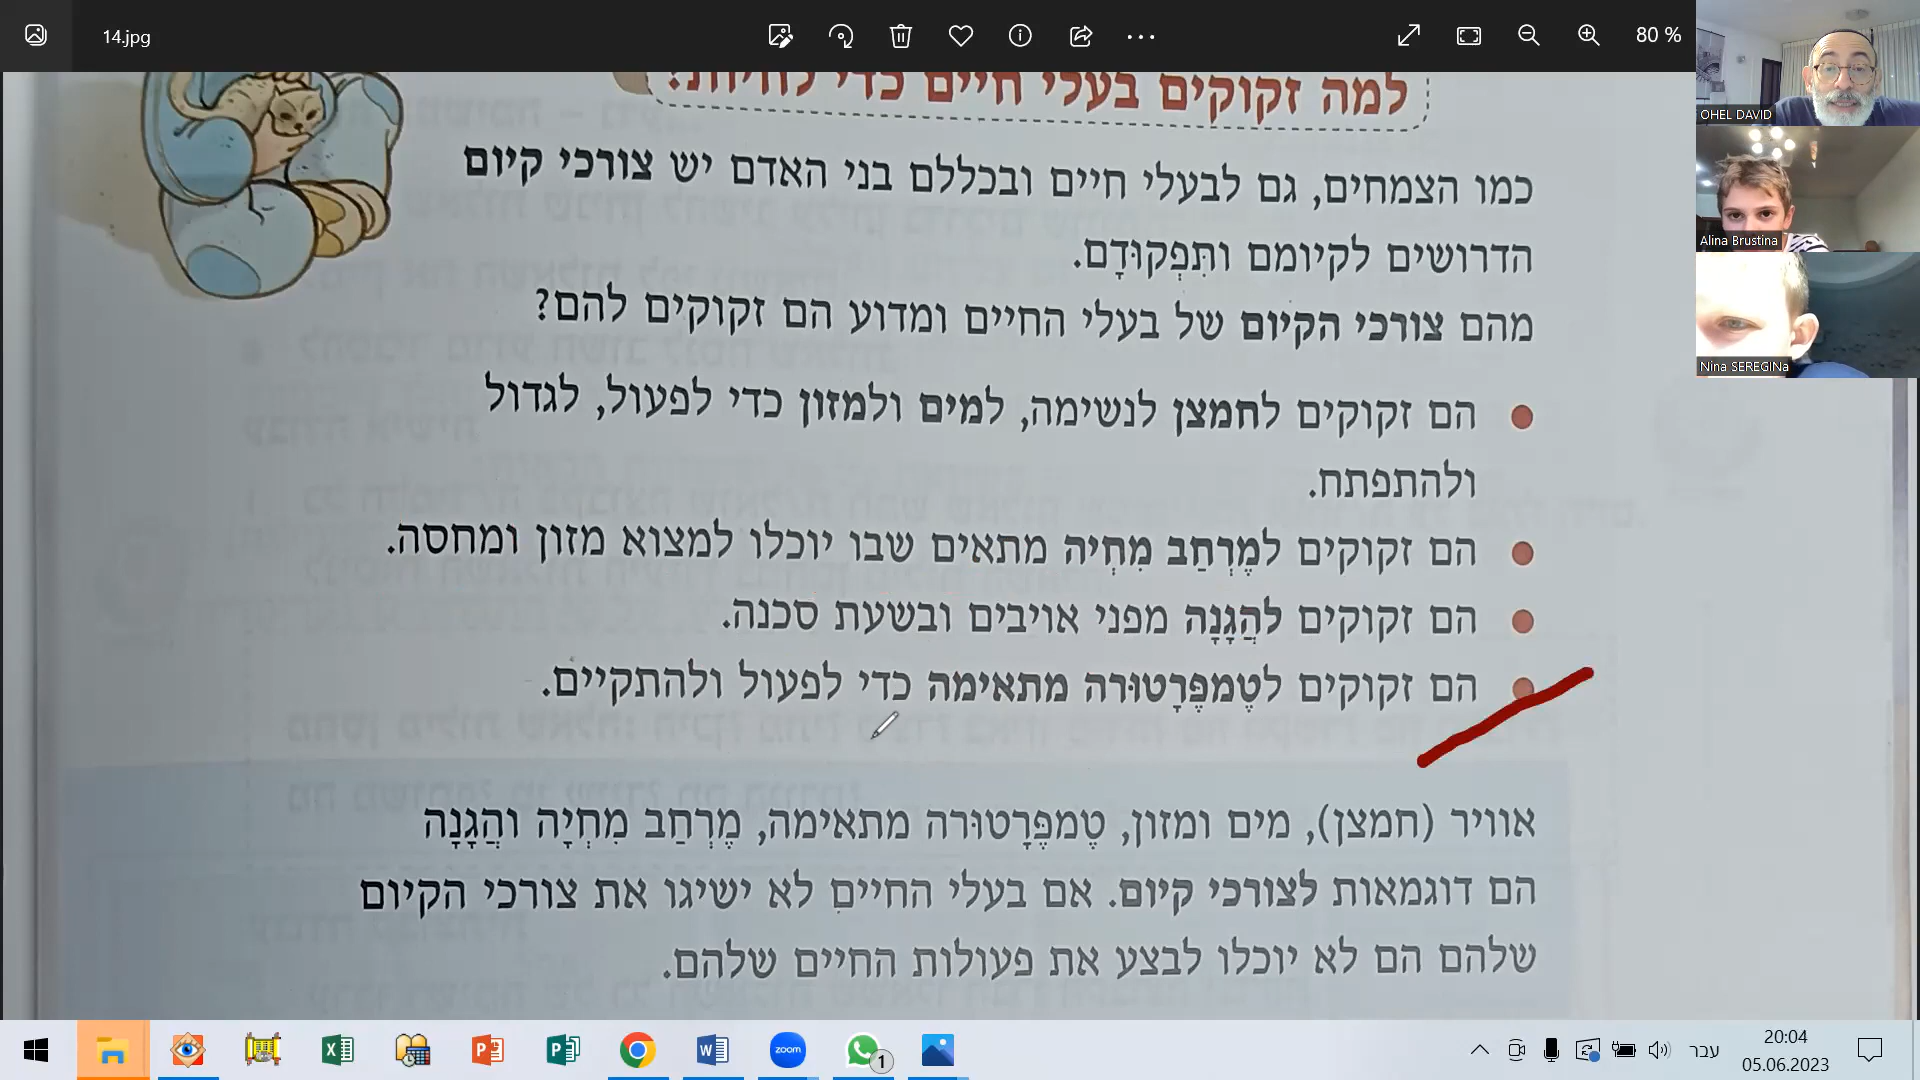 14.jpg
80 %
למה זקוקים בעלי חיים כדי לחיות?
כמו הצמחים, גם לבעלי חיים ובכללם בני האדם יש צורכי קיום
הדרושים לקיומם ותִפְקוּדָם.
מהם צורכי הקיום של בעלי החיים ומדוע הם זקוקים להם?
הם זקוקים לחמצן לנשימה, למים ולמזון כדי לפעול, לגדול
ולהתפתח.
הם זקוקים למֶרְחַב מִחְיה מתאים שבו יוכלו למצוא מזון ומחסה.
הם זקוקים להֲגָנָה מפני אויבים ובשעת סכנה.
הם זקוקים לטֶמפֶּרָטוּרה מתאימה כדי לפעול ולהתקיים.
אוויר (חמצן), מים ומזון, טֶמפֶּרָטוּרה מתאימה, מֶרְחַב מִחְיָה והֲגָנָה
הם דוגמאות לצורכי קיום. אם בעלי החיים לא ישיגו את צורכי הקיום
שלהם הם לא יוכלו לבצע את פעולות החיים שלהם.
OHEL DAVID
Alina Brustina
Nina SEREGINa
zoom
1
עבר
20:04
05.06.2023